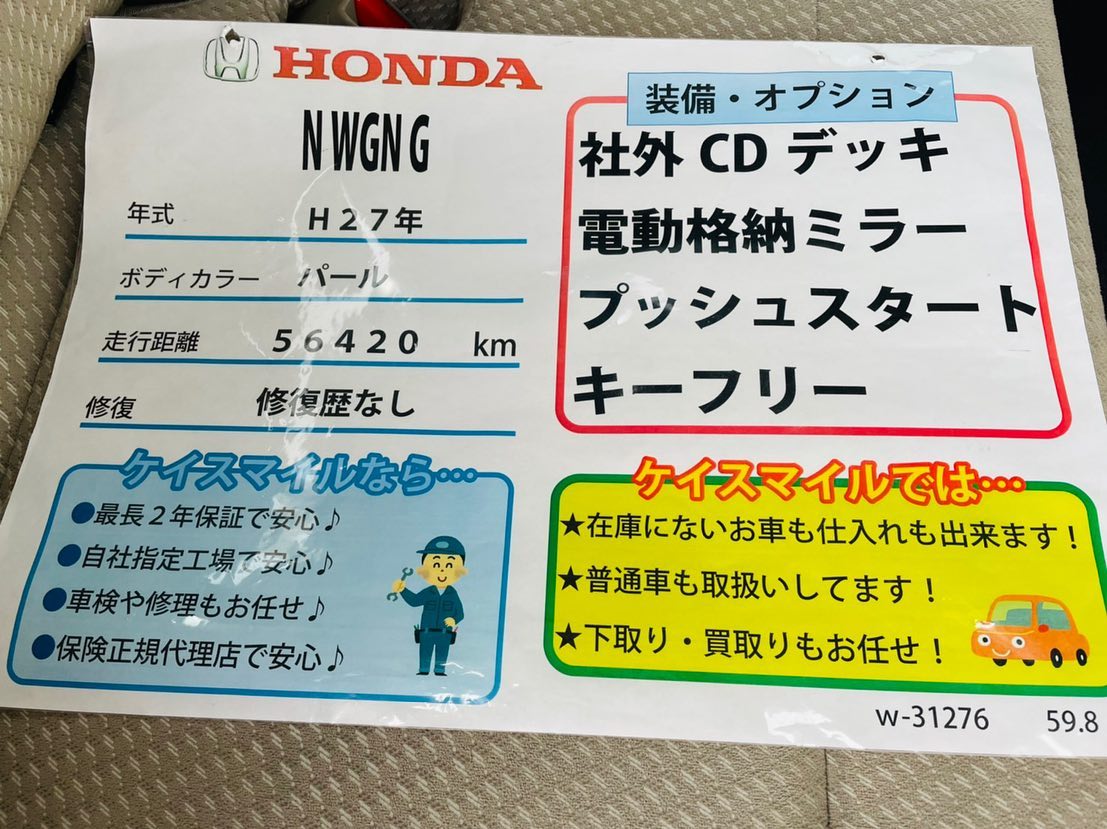 HONDA
N WGN G
年式 H27年
ボディカラー パール
走行距離 56420 km
修復 修復歴なし
装備・オプション
社外 CD デッキ
電動格納ミラー
プッシュスタート
キーフリー
ケイスマイルなら…
●最長2年保証で安心♪
●自社指定工場で安心♪
●車検や修理もお任せ♪
●保険正規代理店で安心♪
ケイスマイルでは…
★在庫にないお車も仕入れも出来ます！
★普通車も取扱いしてます！
★下取り・買取りもお任せ！
w-31276 59.8